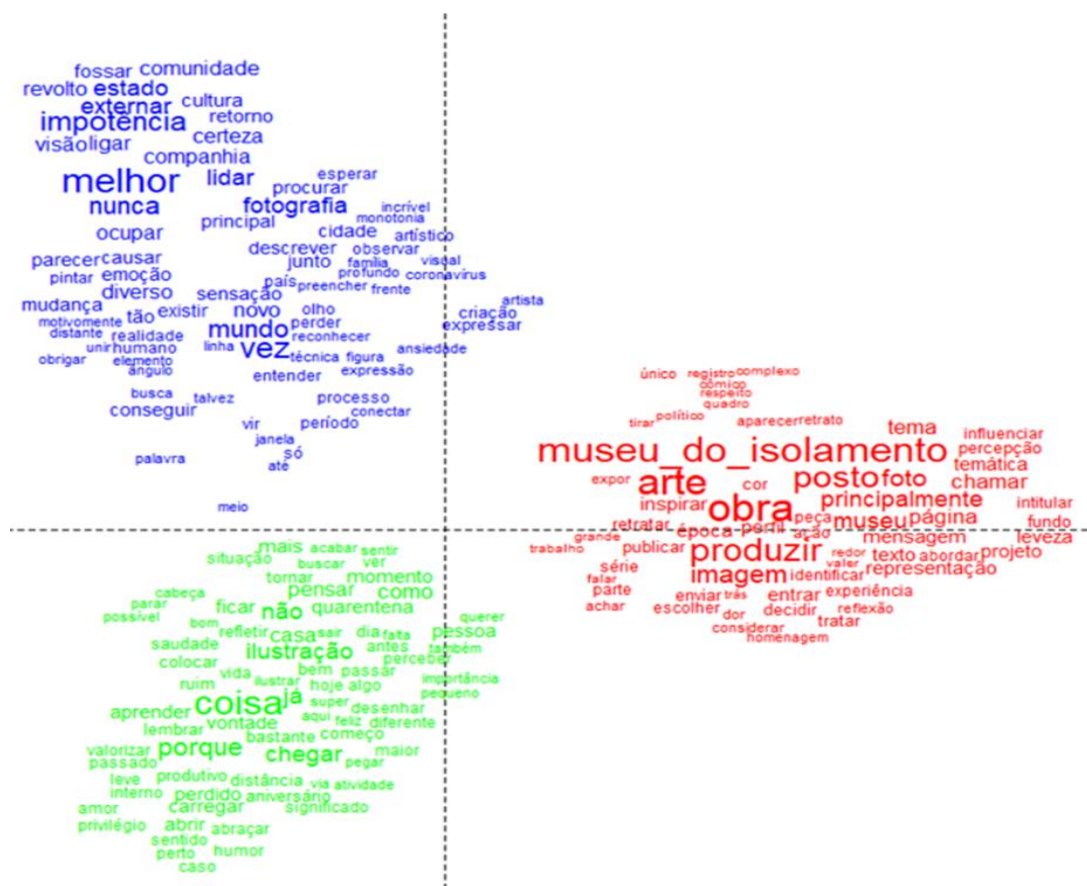 fossar comunidade
revolto estado
externar cultura
impotência retorno
visão ligar certeza
companhia
melhor lidar esperar
procurar
nunca fotografia incrível
principal monotonia
ocupar cidade artístico
descrever observar
parecer causar junto família visual
pintar emoção profundo coronavírus
país preencher frente
diverso sensação
mudança existir novo olho artista
tão criação
motivomente mundo perder expressar
distante realidade reconhecer
unir humano linha vez técnica figura ansiedade
obrigar elemento
ângulo entender expressão
busca talvez processo
conseguir conectar
vir período
janela
só
palavra até
meio
único registro complexo
cômico
respeito
quadro
tirar político aparecer retrato tema
influenciar
museu_do_isolamento percepção
expor arte cor posto foto temática
chamar
inspirar obra principalmente intitular
peça museu página
retratar época perfil ação fundo
grande mensagem leveza
trabalho publicar produzir redor texto abordar projeto
série valer
falar imagem identificar representação
parte enviar trás entrar experiência
achar escolher dor decidir reflexão
considerar tratar
homenagem
mais acabar sentir
situação buscar ver
tornar momento
cabeça pensar como
parar ficar não quarentena
possível bom querer
refletir casa sair dia falta pessoa
saudade ilustração antes também
colocar perceber
vida bem passar importância
ruim ilustrar hoje algo pequeno
coisa já super desenhar
aprender aqui feliz diferente
lembrar vontade
bastante começo
valorizar porque chegar maior
passado pegar
leve produtivo distância via atividade
interno perdido aniversário
amor carregar significado
privilégio abrir abraçar
sentido
perto humor
caso